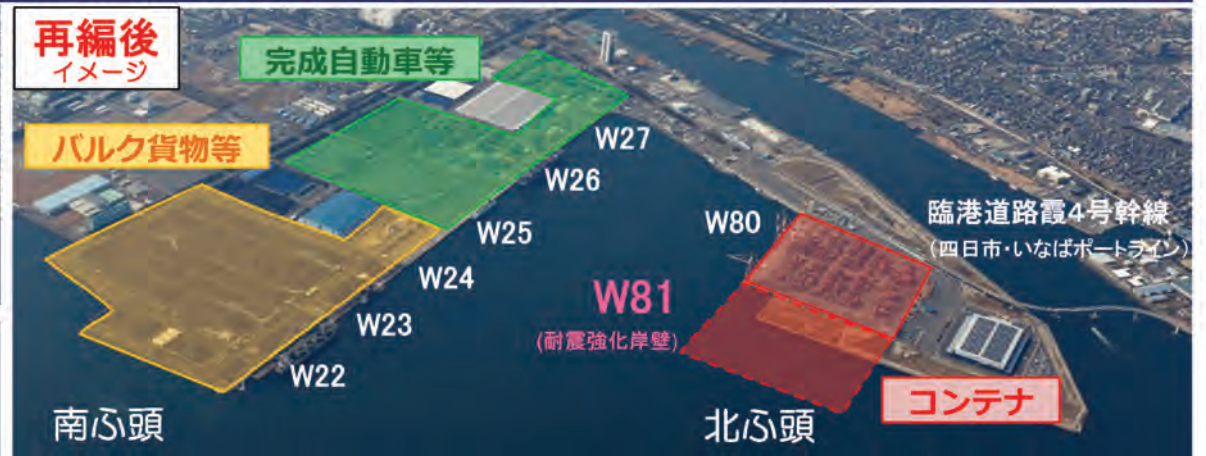 再編後
イメージ
完成自動車等
バルク貨物等
W27
W26
W25
W24
W23
W22
W80
W81
(耐震強化岸壁)
臨港道路霞4号幹線
(四日市・いなばポートライン)
コンテナ
南ふ頭
北ふ頭